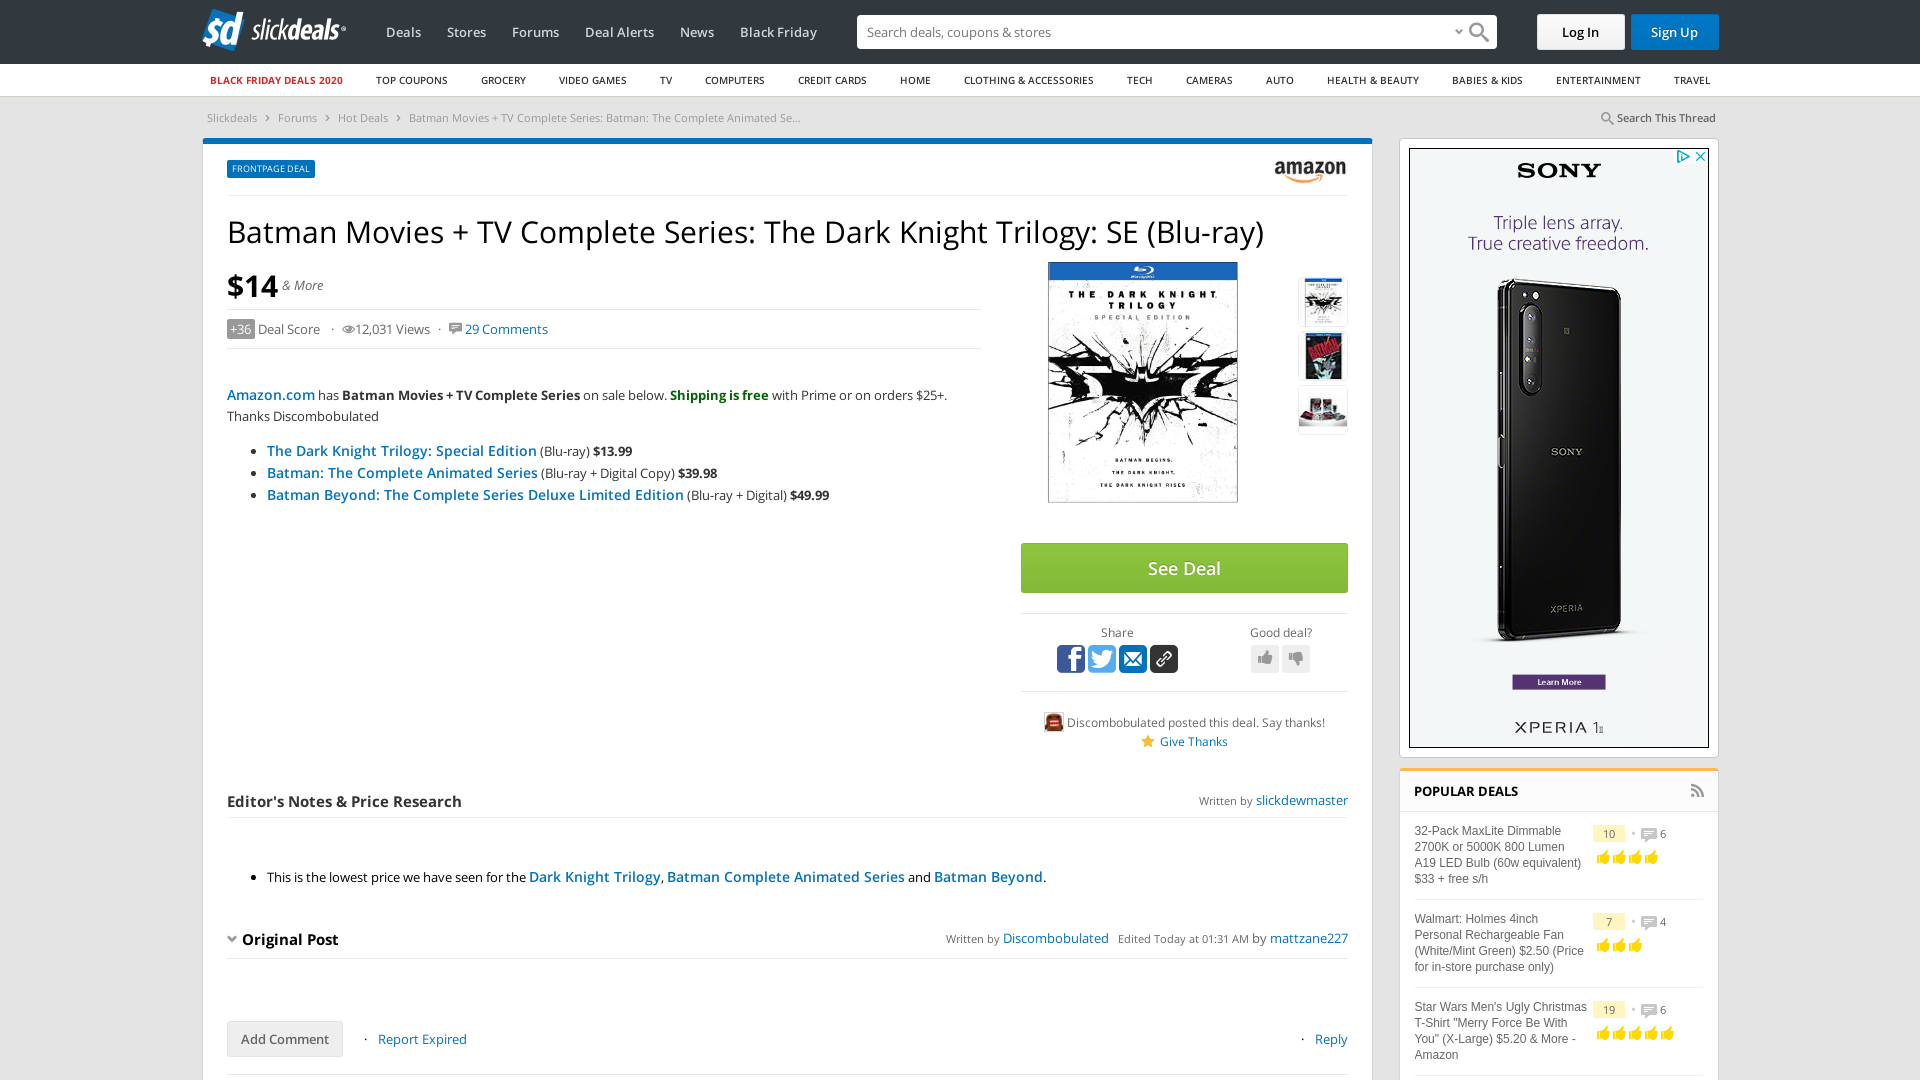 sd slickdeals
Deals Stores Forums Deal Alerts News Black Friday
Search deals, coupons & shopping stores
Log In Sign Up
BLACK FRIDAY DEALS 2020 TOP COUPONS GROCERY VIDEO GAMES TV COMPUTERS CREDIT CARDS HOME CLOTHING & ACCESSORIES TECH CAMERAS AUTO HEALTH & BEAUTY BABIES & KIDS ENTERTAINMENT TRAVEL
Slickdeals › Forums › Hot Deals › Batman Movies + TV Complete Series: Batman: The Complete Animated Se...
Search This Thread
FRONTPAGE DEAL
amazon
Batman Movies + TV Complete Series: The Dark Knight Trilogy: SE (Blu-ray)
$14 & More
+36 Deal Score · 12,031 Views · 29 Comments
Amazon.com has Batman Movies + TV Complete Series on sale below. Shipping is free with Prime or on orders $25+.
Thanks Discombobulated
• The Dark Knight Trilogy: Special Edition (Blu-ray) $13.99
• Batman: The Complete Animated Series (Blu-ray + Digital Copy) $39.98
• Batman Beyond: The Complete Series Deluxe Limited Edition (Blu-ray + Digital) $49.99
THE DARK KNIGHT
TRILOGY
SPECIAL EDITION
BATMAN BEGINS.
THE DARK KNIGHT.
THE DARK KNIGHT RISES
See Deal
Share
Good deal?
Discombobulated posted this deal. Say thanks!
Give Thanks
Editor's Notes & Price Research
Written by slickdewmaster
• This is the lowest price we have seen for the Dark Knight Trilogy, Batman Complete Animated Series and Batman Beyond.
Original Post
Written by Discombobulated Edited Today at 01:31 AM by mattzane227
Add Comment · Report Expired
· Reply
SONY
Triple lens array.
True creative freedom.
SONY
XPERIA
Learn More
XPERIA 1 II
POPULAR DEALS
32-Pack MaxLite Dimmable
2700K or 5000K 800 Lumen
A19 LED Bulb (60w equivalent)
$33 + free s/h
10 • 6
Walmart: Holmes 4inch
Personal Rechargeable Fan
(White/Mint Green) $2.50 (Price
for in-store purchase only)
7 • 4
Star Wars Men's Ugly Christmas
T-Shirt "Merry Force Be With
You" (X-Large) $5.20 & More -
Amazon
19 • 6